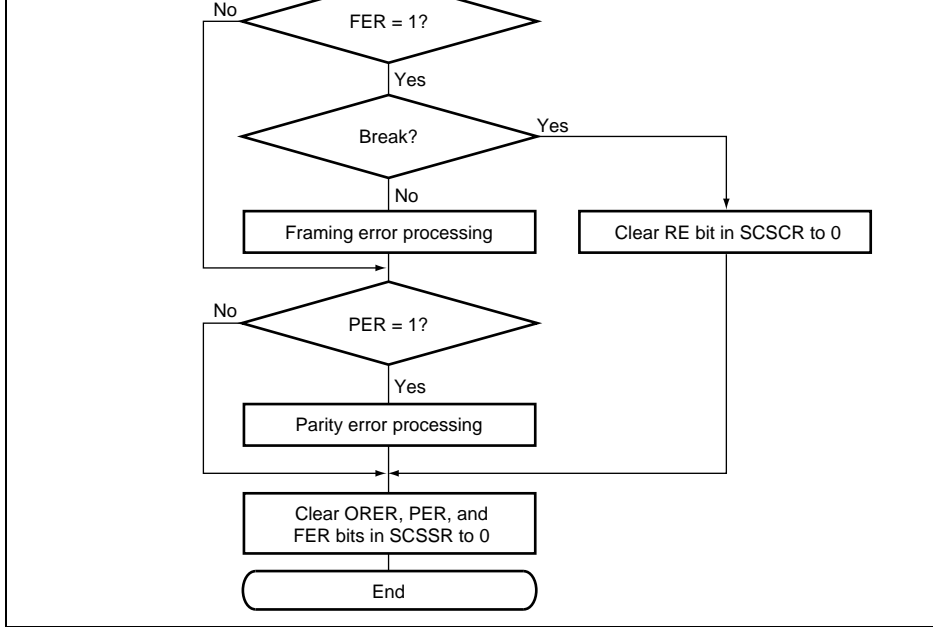 No
FER = 1?
Yes
Break?
Yes
No
Framing error processing
Clear RE bit in SCSCR to 0
No
PER = 1?
Yes
Parity error processing
Clear ORER, PER, and
FER bits in SCSSR to 0
End